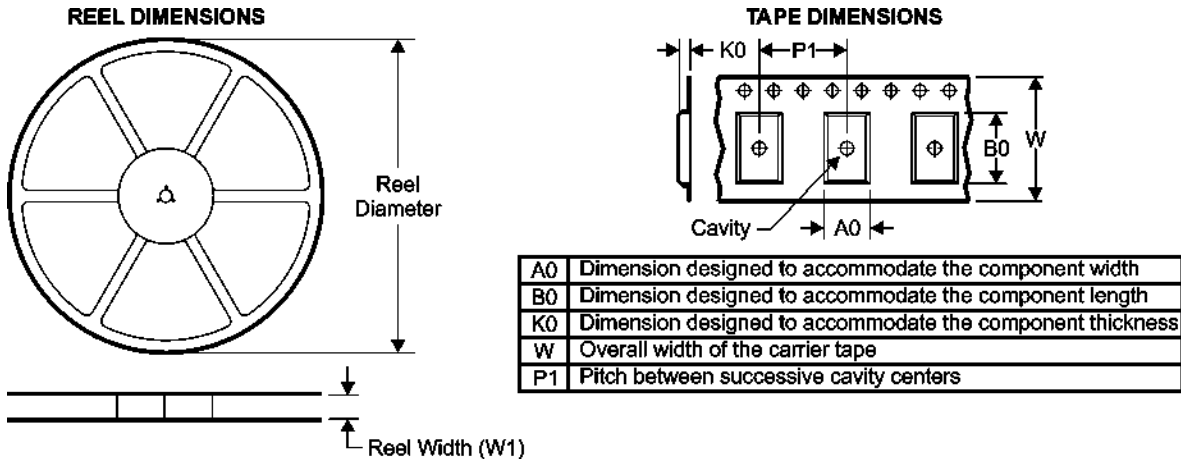 REEL DIMENSIONS
Reel
Diameter
Reel Width (W1)
TAPE DIMENSIONS
K0
P1
B0
W
Cavity
A0
A0 Dimension designed to accommodate the component width
B0 Dimension designed to accommodate the component length
K0 Dimension designed to accommodate the component thickness
W Overall width of the carrier tape
P1 Pitch between successive cavity centers